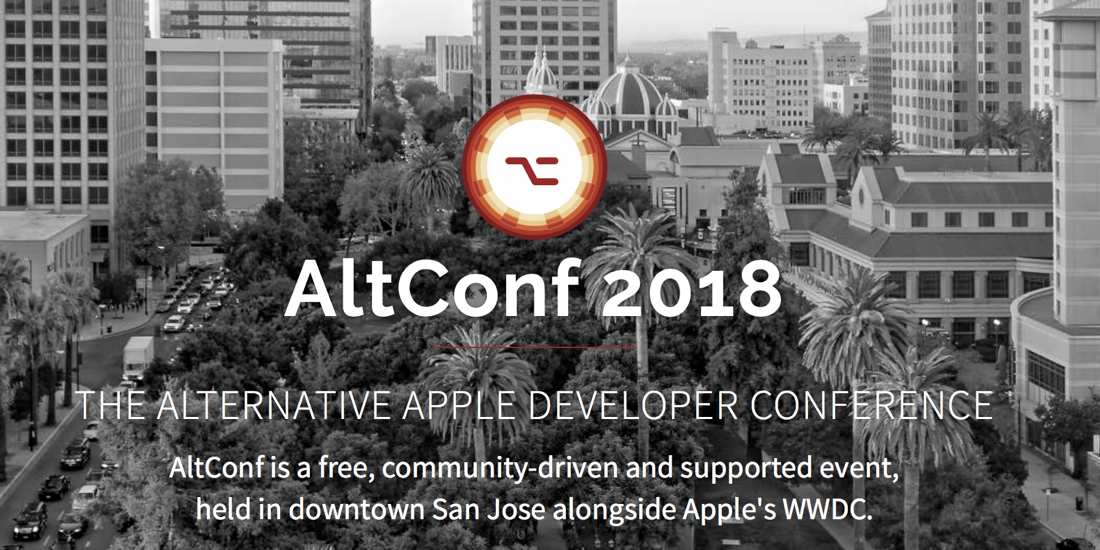 AltConf 2018
THE ALTERNATIVE APPLE DEVELOPER CONFERENCE
AltConf is a free, community-driven and supported event,
held in downtown San Jose alongside Apple's WWDC.